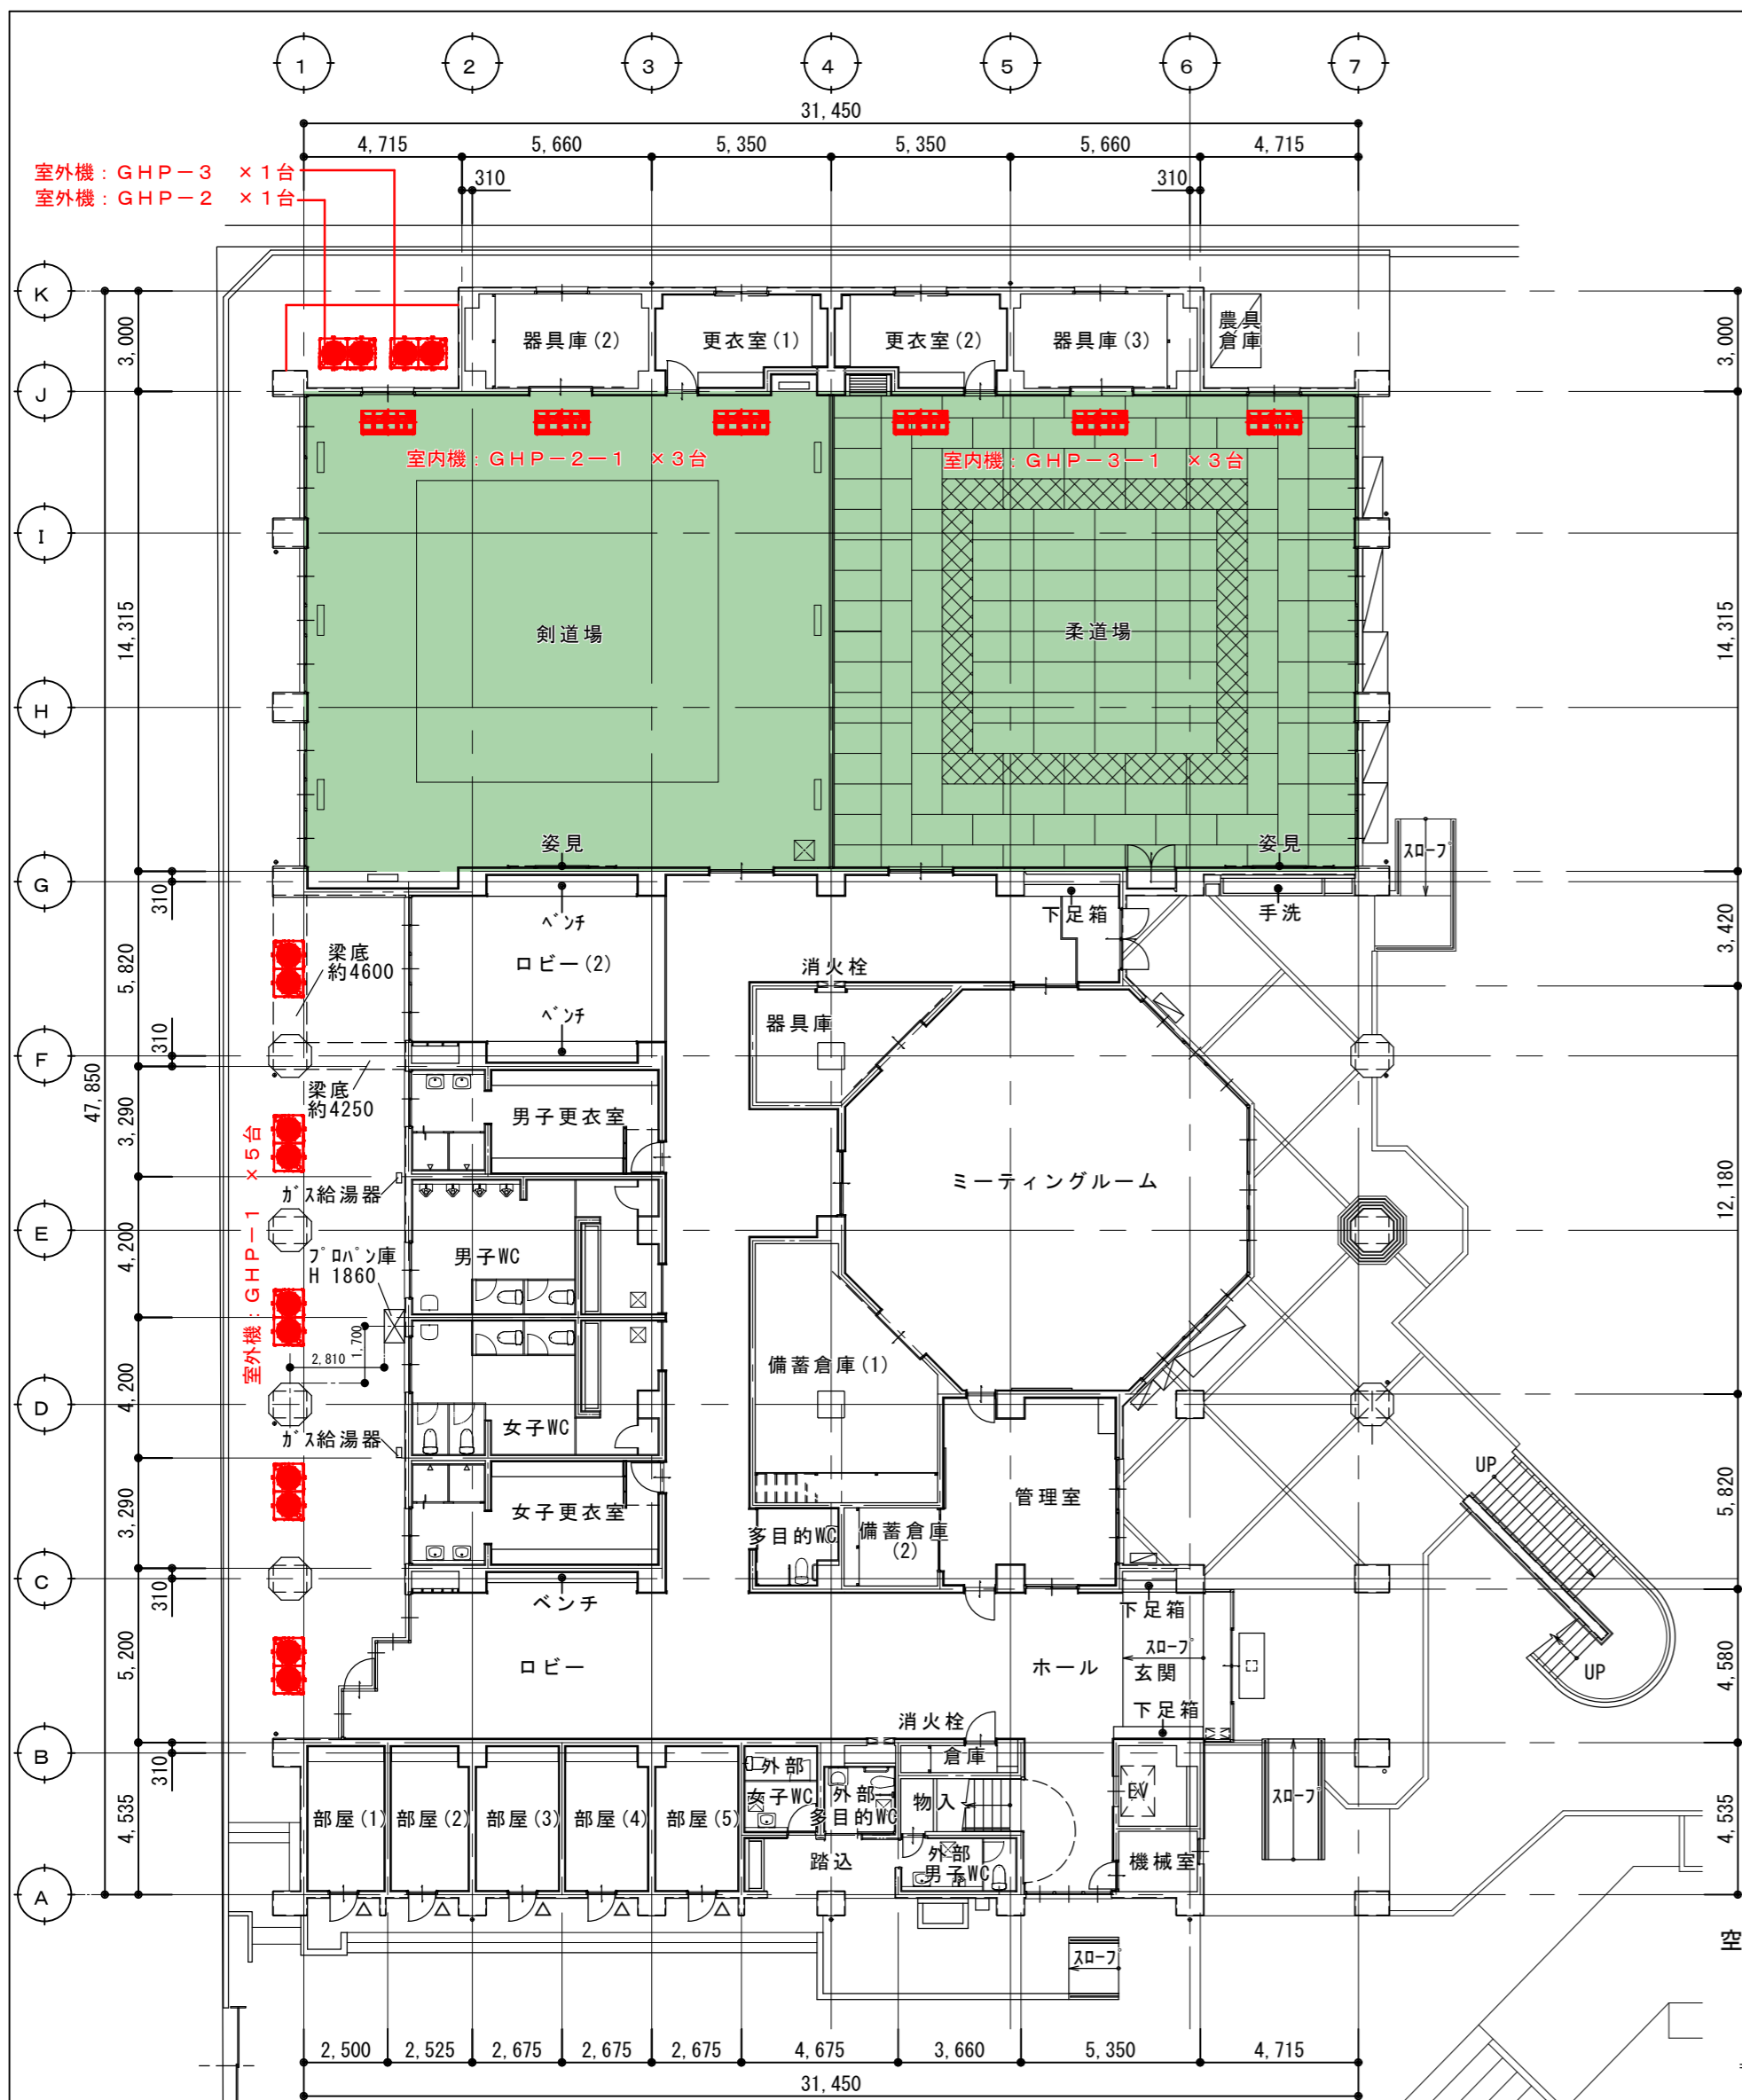 1 2 3 4 5 6 7
31,450
4,715 5,660 5,350 5,350 5,660 4,715
310 310
室外機：ＧＨＰ－３　×１台
室外機：ＧＨＰ－２　×１台
K
J
I
H
G
F
E
D
C
B
A
3,000
14,315
310
5,820
310
3,290
4,200
4,200
3,290
310
5,200
310
4,535
47,850
器具庫(2)
更衣室(1)
更衣室(2)
器具庫(3)
農具
倉庫
室内機：ＧＨＰ－２－１　×３台
室内機：ＧＨＰ－３－１　×３台
剣道場
柔道場
姿見
姿見
スロープ
3,000
14,315
3,420
12,180
5,820
4,580
4,535
ベンチ
ロビー(2)
ベンチ
下足箱
手洗
消火栓
梁底
約4600
梁底
約4250
器具庫
男子更衣室
室外機：ＧＨＰ－１　×５台
ガス給湯器
ミーティングルーム
プロパン庫
H 1860
男子WC
1,700
2,810
備蓄倉庫(1)
女子WC
ガス給湯器
女子更衣室
管理室
多目的WC
備蓄倉庫
(2)
UP
UP
ベンチ
下足箱
ロビー
ホール
スロープ
玄関
下足箱
消火栓
倉庫
部屋(1)
部屋(2)
部屋(3)
部屋(4)
部屋(5)
外部
女子WC
外部
多目的WC
物入
EV
スロープ
踏込
外部
男子WC
機械室
スロープ
空
2,500 2,525 2,675 2,675 2,675 4,675 3,660 5,350 4,715
31,450